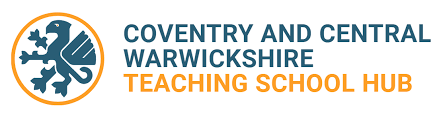 COVENTRY AND CENTRAL
WARWICKSHIRE
TEACHING SCHOOL HUB